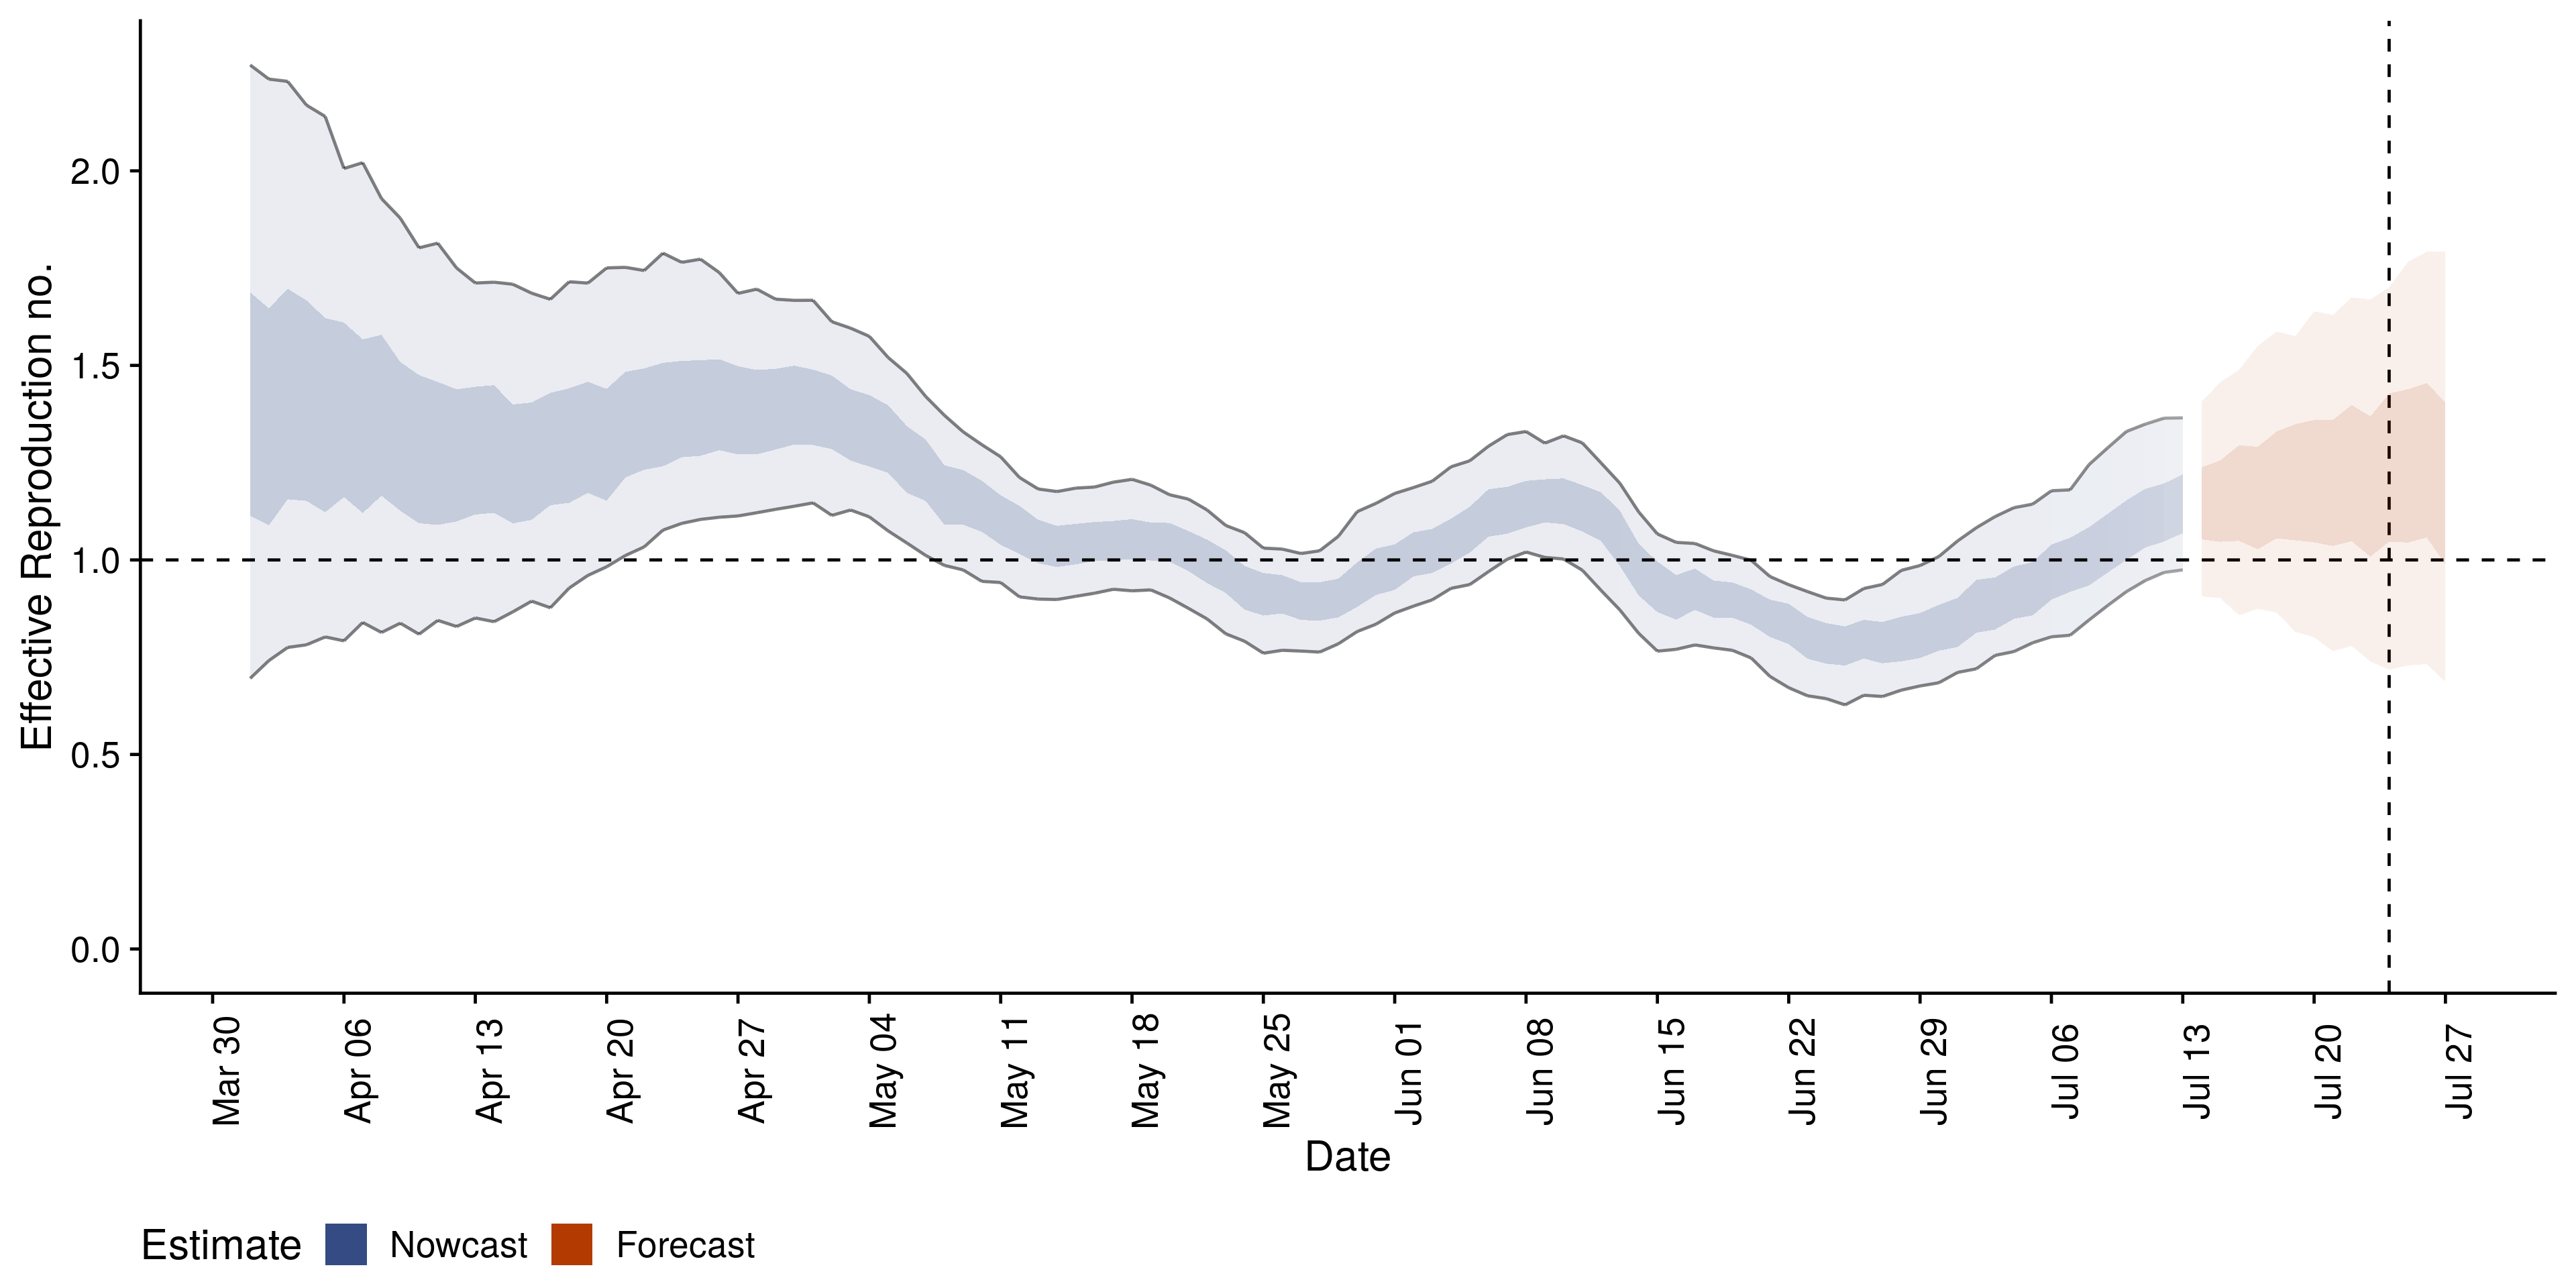 Effective Reproduction no.
2.0
1.5
1.0
0.5
0.0
Mar 30
Apr 06
Apr 13
Apr 20
Apr 27
May 04
May 11
May 18
May 25
Jun 01
Jun 08
Jun 15
Jun 22
Jun 29
Jul 06
Jul 13
Jul 20
Jul 27
Date
Estimate Nowcast Forecast